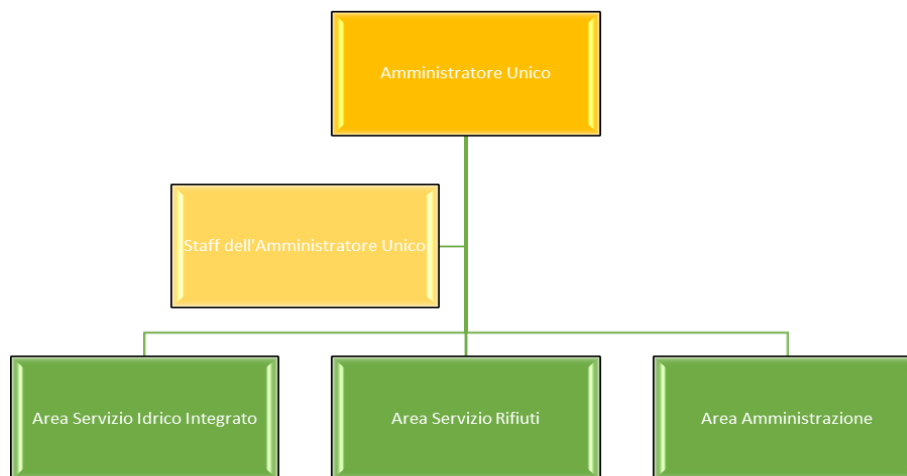 Amministratore Unico
Staff dell'Amministratore Unico
Area Servizio Idrico Integrato
Area Servizio Rifiuti
Area Amministrazione